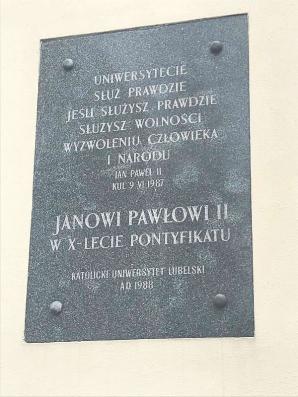 UNIWERSYTECIE
SŁUŻ PRAWDZIE
JEŚLI SŁUŻYSZ PRAWDZIE
SŁUŻYSZ WOLNOŚCI
WYZWOLENIU CZŁOWIEKA
I NARODU
JAN PAWEŁ II
KUL 9 VI 1987
JANOWI PAWŁOWI II
W X-LECIE PONTYFIKATU
KATOLICKI UNIWERSYTET LUBELSKI
AD 1988